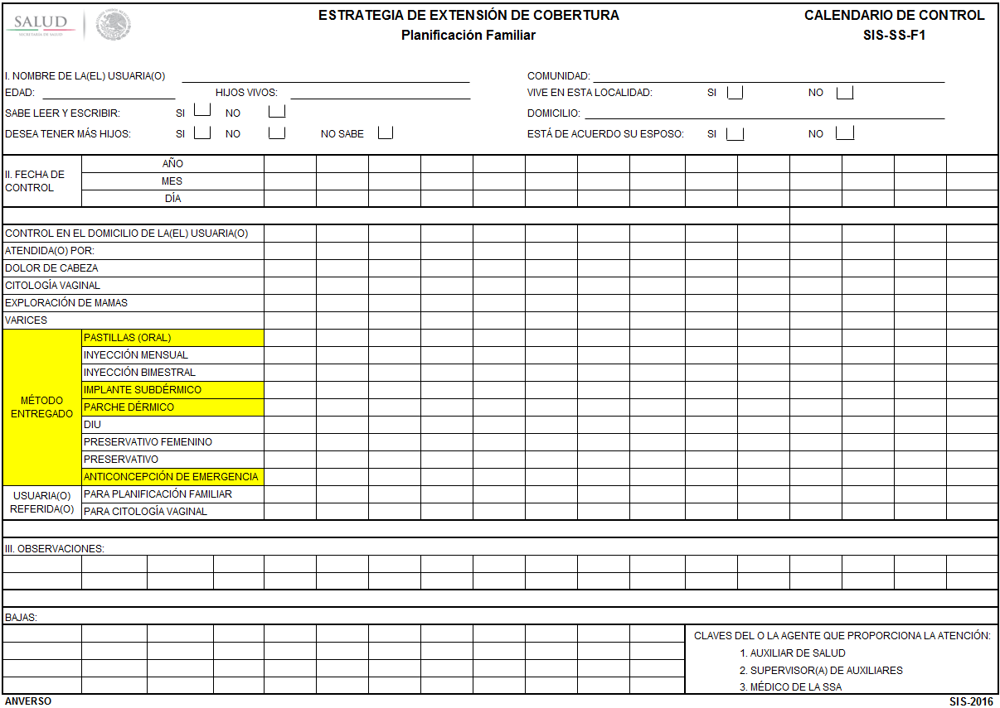 ESTRATEGIA DE EXTENSIÓN DE COBERTURA
CALENDARIO DE CONTROL
SALUD
SECRETARÍA DE SALUD
Planificación Familiar
SIS-SS-F1
I. NOMBRE DE LA(EL) USUARIA(O)
COMUNIDAD:
EDAD: HIJOS VIVOS:
VIVE EN ESTA LOCALIDAD: SI NO
SABE LEER Y ESCRIBIR: SI NO
DOMICILIO:
DESEA TENER MÁS HIJOS: SI NO NO SABE
ESTÁ DE ACUERDO SU ESPOSO: SI NO
II. FECHA DE
CONTROL
AÑO
MES
DÍA
CONTROL EN EL DOMICILIO DE LA(EL) USUARIA(O)
ATENDIDA(O) POR:
DOLOR DE CABEZA
CITOLOGÍA VAGINAL
EXPLORACIÓN DE MAMAS
VARICES
MÉTODO
ENTREGADO
PASTILLAS (ORAL)
INYECCIÓN MENSUAL
INYECCIÓN BIMESTRAL
IMPLANTE SUBDÉRMICO
PARCHE DÉRMICO
DIU
PRESERVATIVO FEMENINO
PRESERVATIVO
ANTICONCEPCIÓN DE EMERGENCIA
USUARIA(O)
REFERIDA(O)
PARA PLANIFICACIÓN FAMILIAR
PARA CITOLOGÍA VAGINAL
III. OBSERVACIONES:
BAJAS:
CLAVES DEL O LA AGENTE QUE PROPORCIONA LA ATENCIÓN:
1. AUXILIAR DE SALUD
2. SUPERVISOR(A) DE AUXILIARES
3. MÉDICO DE LA SSA
ANVERSO
SIS-2016